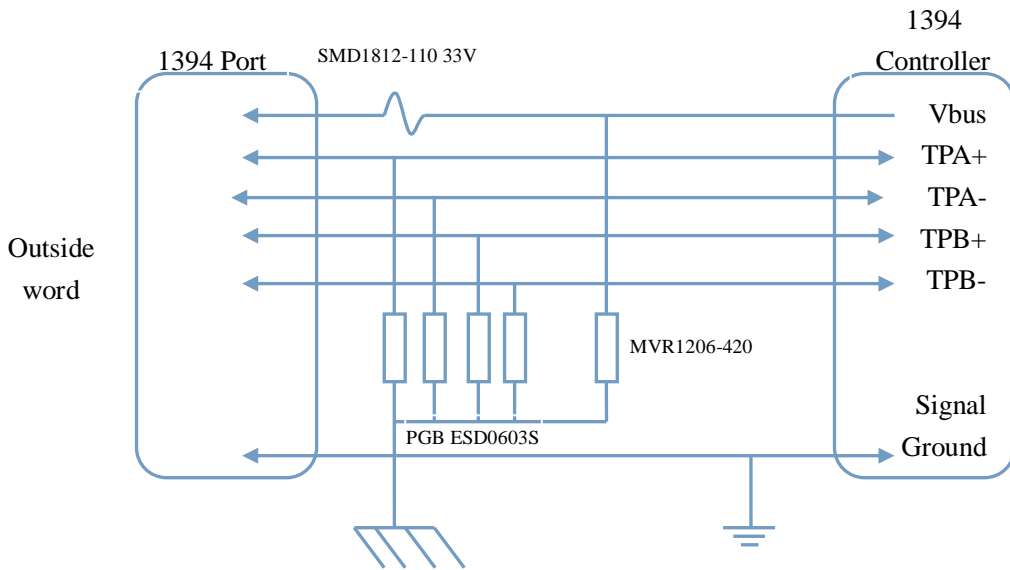 1394
1394 Port
SMD1812-110 33V
Controller
Vbus
TPA+
TPA-
TPB+
Outside
word
TPB-
MVR1206-420
Signal
PGB ESD0603S
Ground